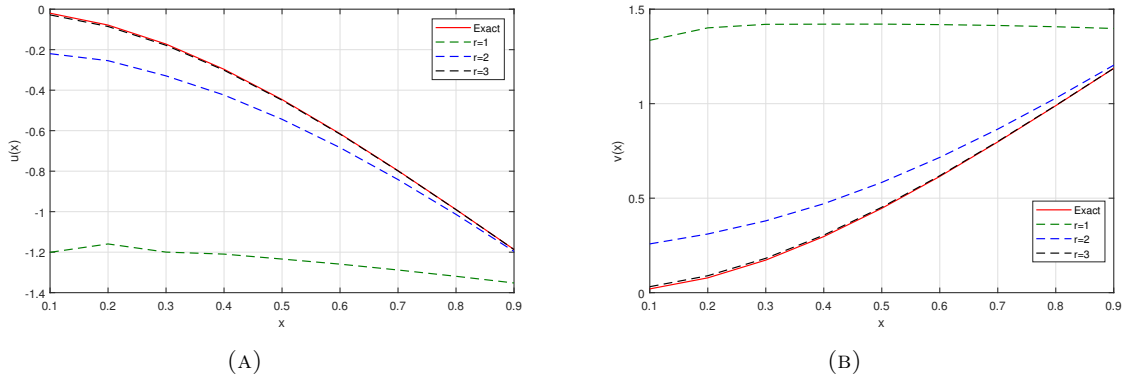 0
-0.2
-0.4
-0.6
-0.8
-1
-1.2
-1.4
u(x)
0.1 0.2 0.3 0.4 0.5 0.6 0.7 0.8 0.9
x
Exact
r=1
r=2
r=3
(A)
1.5
1
0.5
0
v(x)
0.1 0.2 0.3 0.4 0.5 0.6 0.7 0.8 0.9
x
Exact
r=1
r=2
r=3
(B)